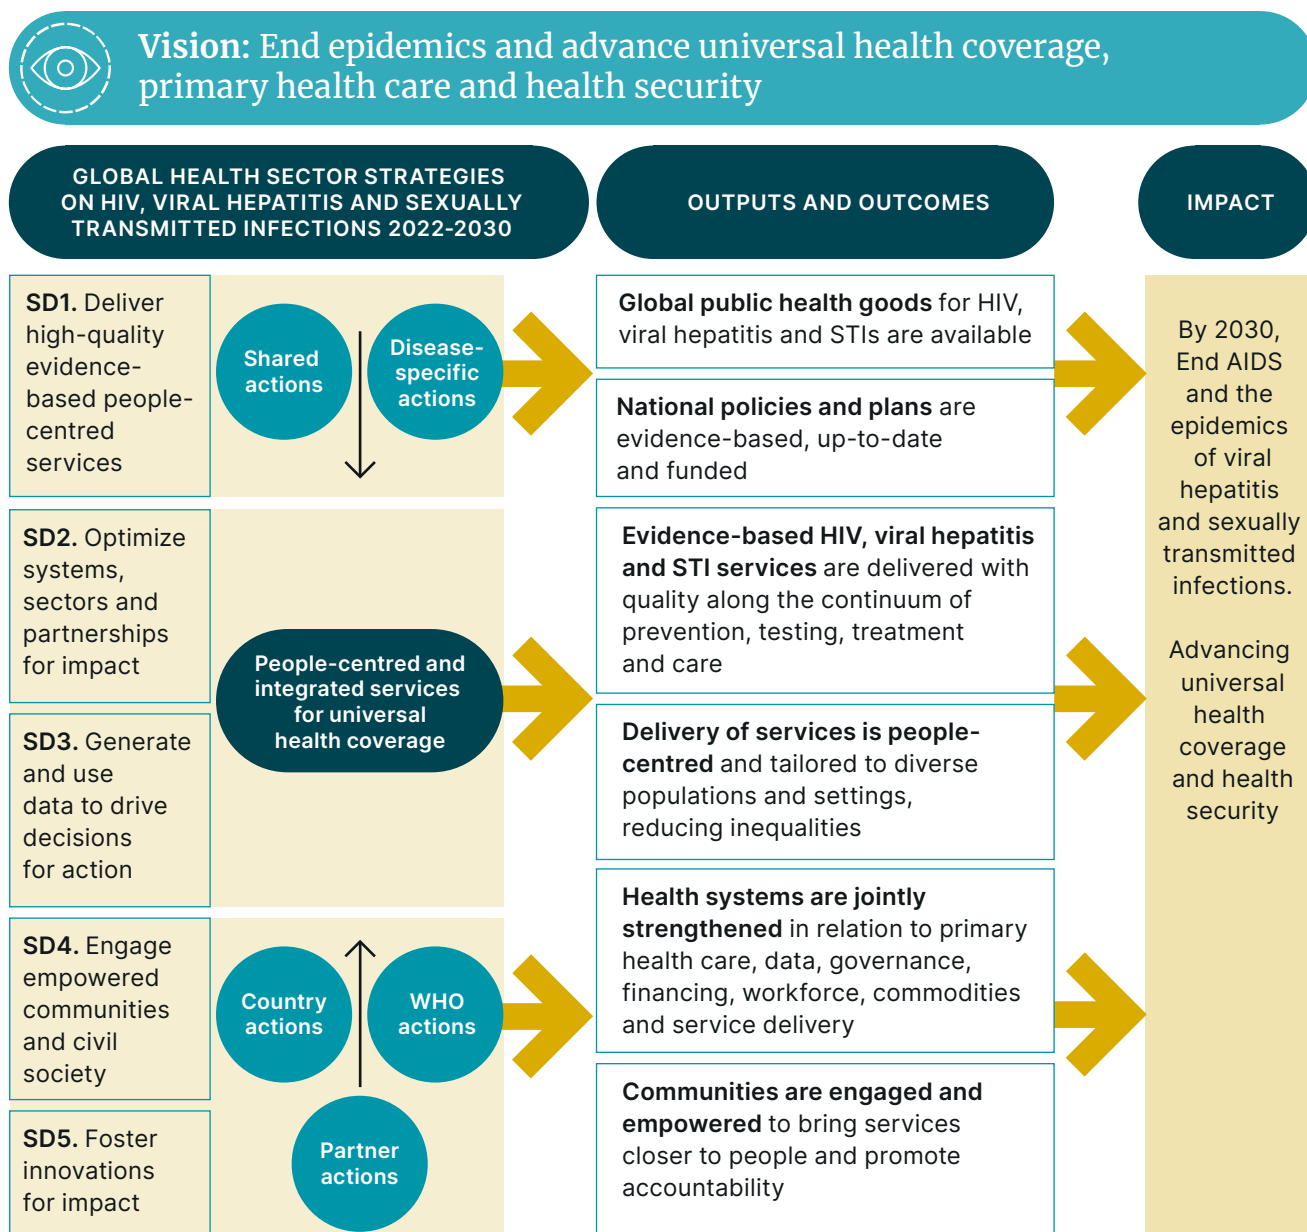 Vision: End epidemics and advance universal health coverage,
primary health care and health security
GLOBAL HEALTH SECTOR STRATEGIES
ON HIV, VIRAL HEPATITIS AND SEXUALLY
TRANSMITTED INFECTIONS 2022-2030
OUTPUTS AND OUTCOMES
IMPACT
SD1. Deliver
high-quality
evidence-
based people-
centred
services
SD2. Optimize
systems,
sectors and
partnerships
for impact
SD3. Generate
and use
data to drive
decisions
for action
SD4. Engage
empowered
communities
and civil
society
SD5. Foster
innovations
for impact
Shared
actions
Disease-
specific
actions
People-centred and
integrated services
for universal
health coverage
Country
actions
WHO
actions
Partner
actions
Global public health goods for HIV,
viral hepatitis and STIs are available
National policies and plans are
evidence-based, up-to-date
and funded
Evidence-based HIV, viral hepatitis
and STI services are delivered with
quality along the continuum of
prevention, testing, treatment
and care
Delivery of services is people-
centred and tailored to diverse
populations and settings,
reducing inequalities
Health systems are jointly
strengthened in relation to primary
health care, data, governance,
financing, workforce, commodities
and service delivery
Communities are engaged and
empowered to bring services
closer to people and promote
accountability
By 2030,
End AIDS
and the
epidemics
of viral
hepatitis
and sexually
transmitted
infections.
Advancing
universal
health
coverage
and health
security